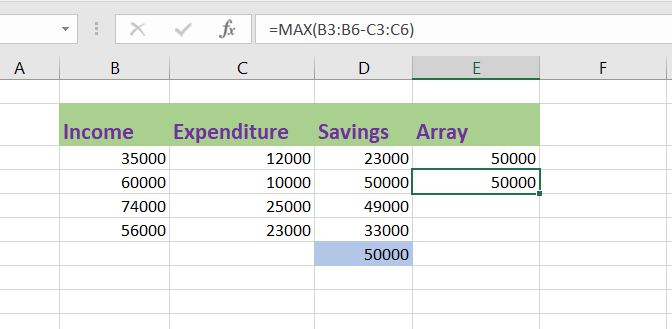 fx =MAX(B3:B6-C3:C6)
A B C D E F
Income Expenditure Savings Array
35000 12000 23000 50000
60000 10000 50000 50000
74000 25000 49000
56000 23000 33000
50000